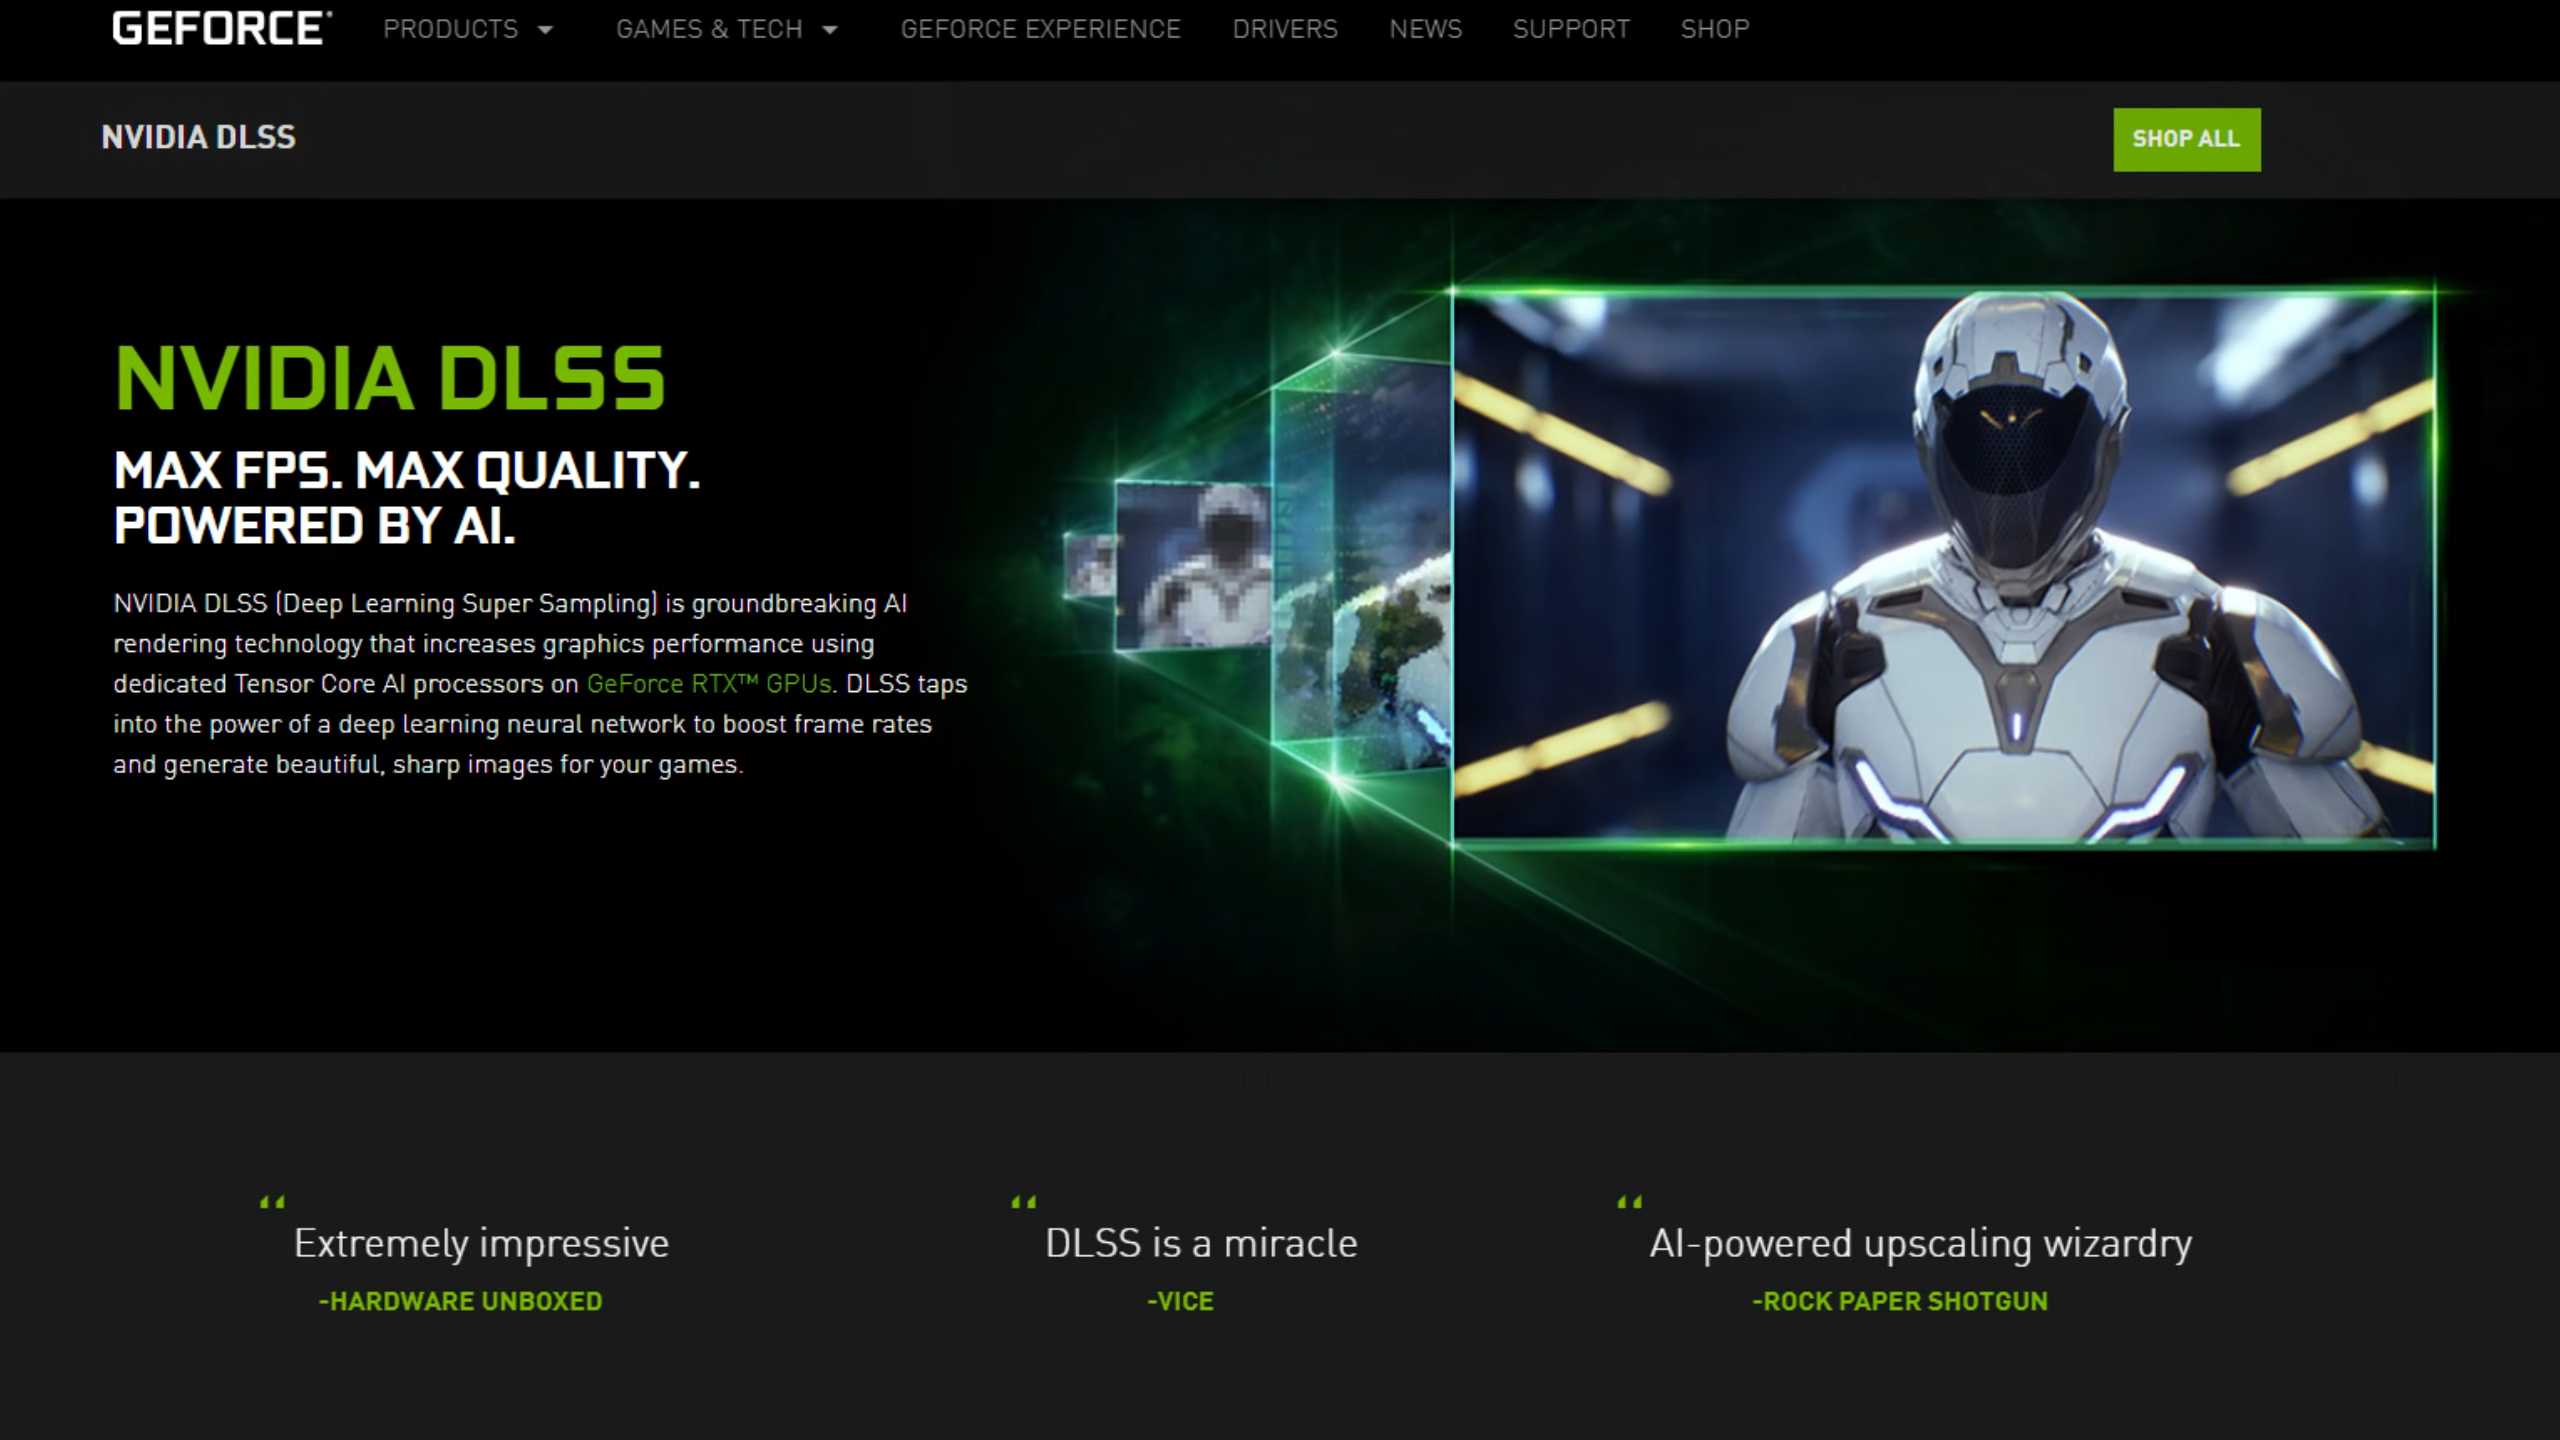 GEFORCE® PRODUCTS GAMES & TECH GEFORCE EXPERIENCE DRIVERS NEWS SUPPORT SHOP
NVIDIA DLSS SHOP ALL
NVIDIA DLSS
MAX FPS. MAX QUALITY.
POWERED BY AI.
NVIDIA DLSS (Deep Learning Super Sampling) is groundbreaking AI
rendering technology that increases graphics performance using
dedicated Tensor Core AI processors on GeForce RTX™ GPUs. DLSS taps
into the power of a deep learning neural network to boost frame rates
and generate beautiful, sharp images for your games.
“ Extremely impressive
-HARDWARE UNBOXED
“ DLSS is a miracle
-VICE
“ AI-powered upscaling wizardry
-ROCK PAPER SHOTGUN